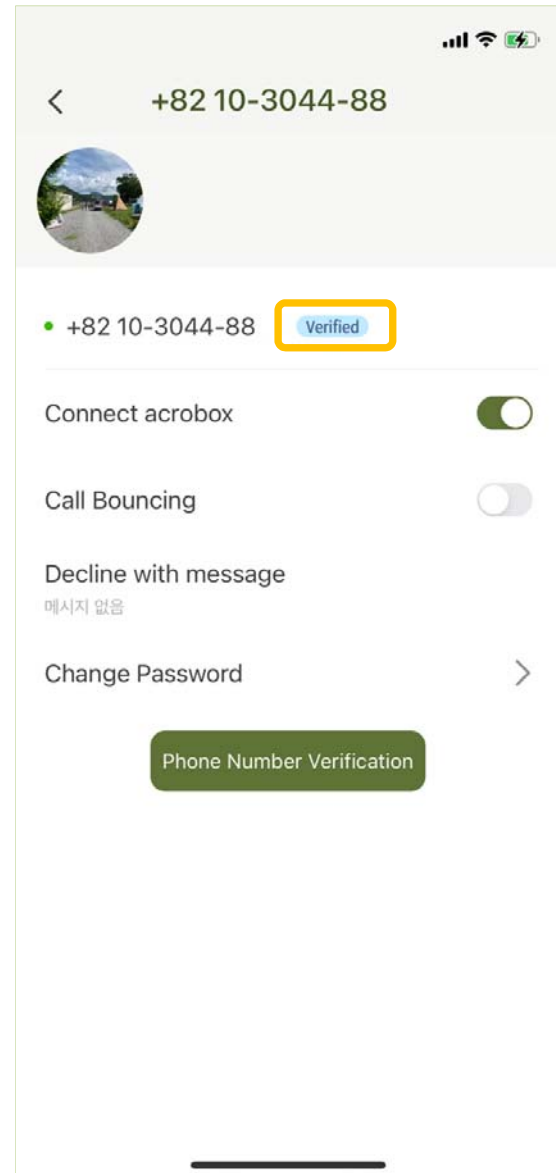 +82 10-3044-88
+82 10-3044-88 Verified
Connect acrobox
Call Bouncing
Decline with message
메시지 없음
Change Password
Phone Number Verification